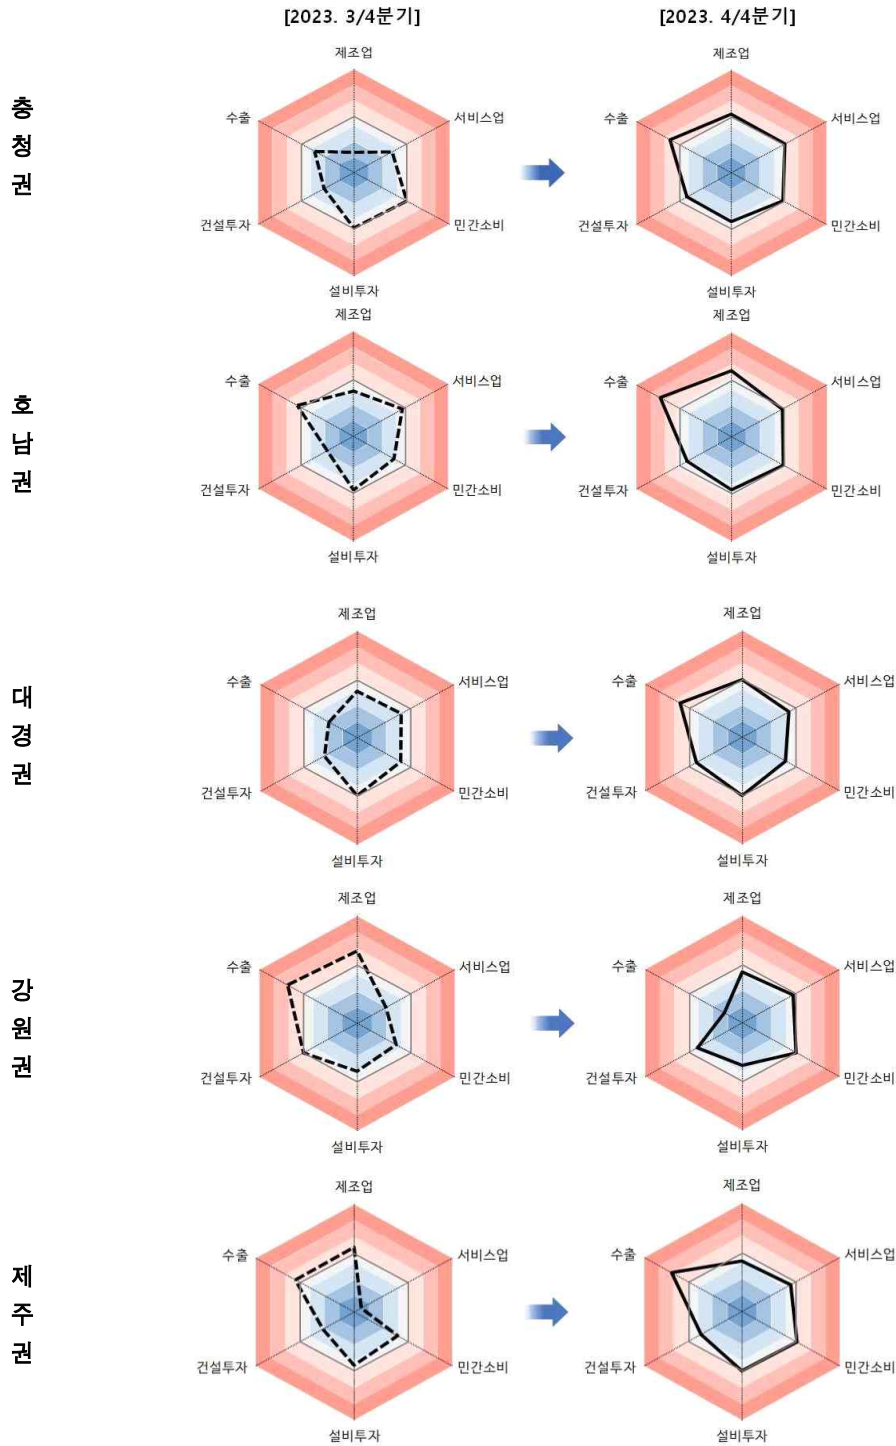 [2023. 3/4분기]
[2023. 4/4분기]
충청권
제조업
수출
서비스업
건설투자
민간소비
설비투자
제조업
수출
서비스업
건설투자
민간소비
설비투자
호남권
제조업
수출
서비스업
건설투자
민간소비
설비투자
제조업
수출
서비스업
건설투자
민간소비
설비투자
대경권
제조업
수출
서비스업
건설투자
민간소비
설비투자
제조업
수출
서비스업
건설투자
민간소비
설비투자
강원권
제조업
수출
서비스업
건설투자
민간소비
설비투자
제조업
수출
서비스업
건설투자
민간소비
설비투자
제주권
제조업
수출
서비스업
건설투자
민간소비
설비투자
제조업
수출
서비스업
건설투자
민간소비
설비투자